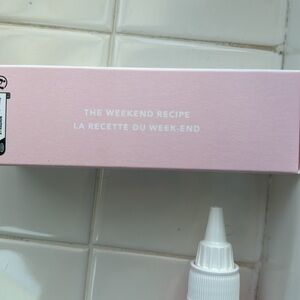 THE WEEKEND RECIPE
LA RECETTE DU WEEK-END